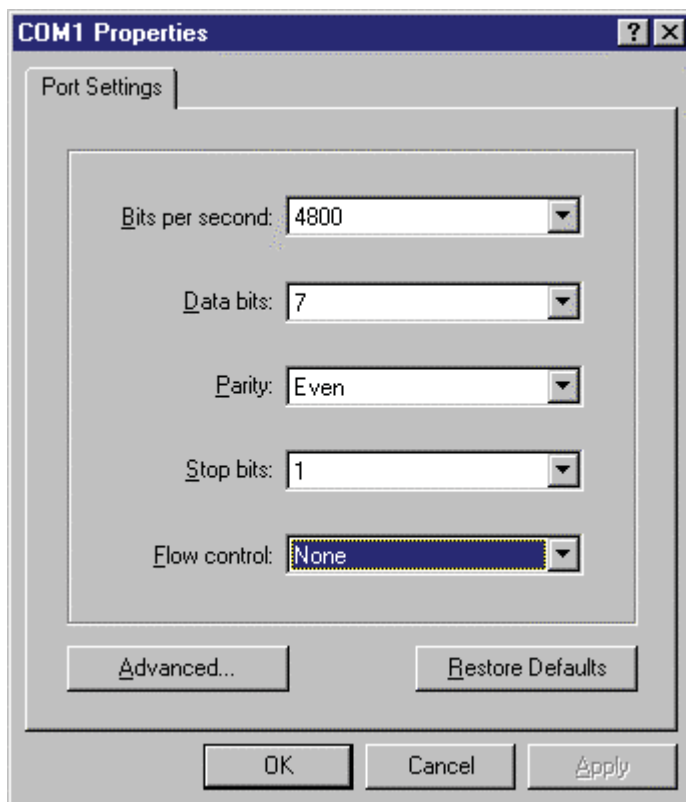 COM1 Properties
Port Settings
Bits per second: 4800
Data bits: 7
Parity: Even
Stop bits: 1
Flow control: None
Advanced... Restore Defaults
OK Cancel Apply